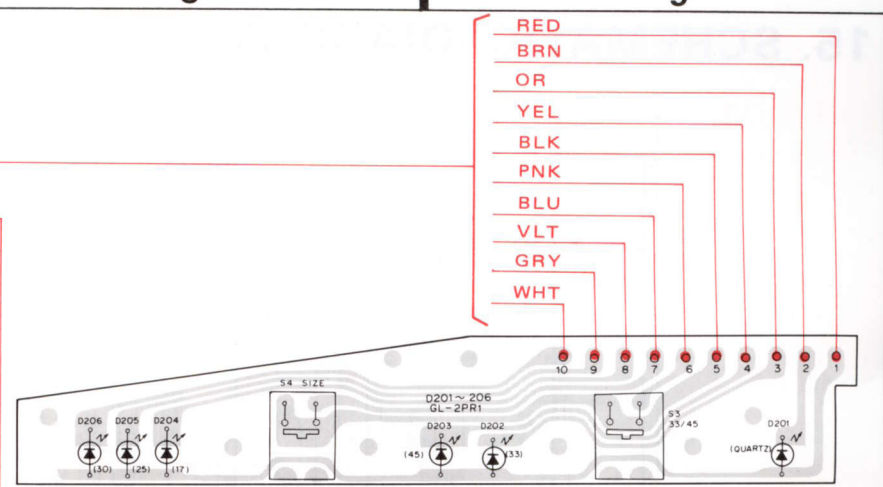 RED
BRN
OR
YEL
BLK
PNK
BLU
VLT
GRY
WHT
10 9 8 7 6 5 4 3 2 1
S4 SIZE
D201~206
GL-2PR1
S3
33/45
D206 D205 D204
D203 D202
D201
(30) (25) (17)
(45) (33)
(QUARTZ)